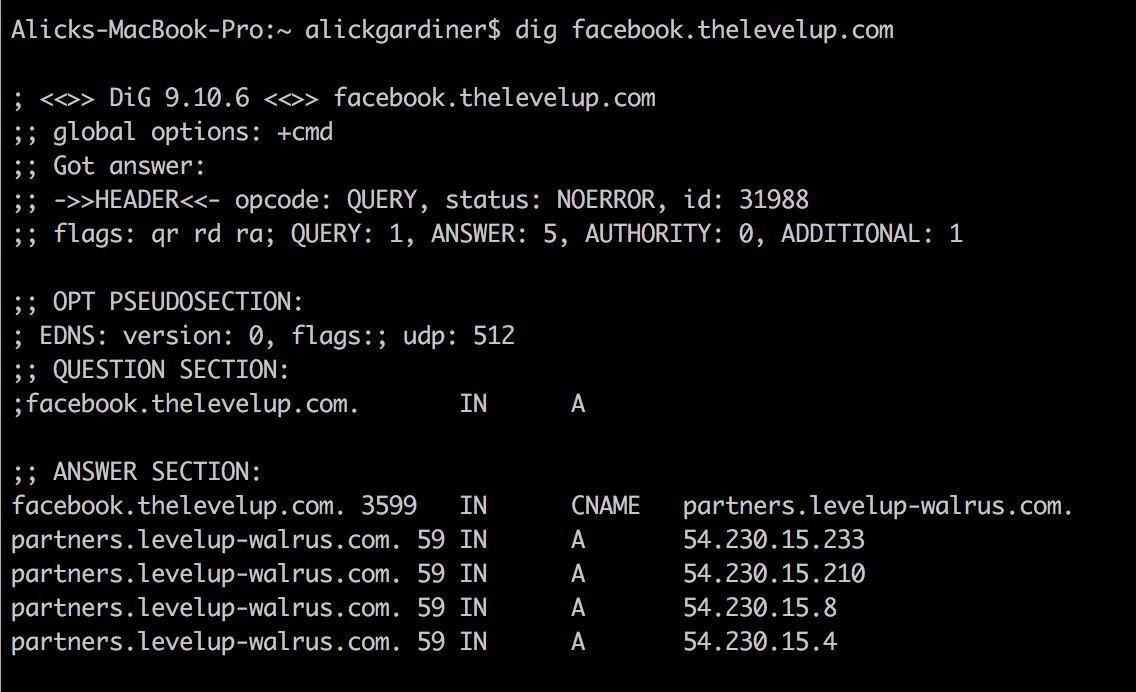 Alicks-MacBook-Pro:~ alickgardiner$ dig facebook.thelevelup.com
; <<>> DiG 9.10.6 <<>> facebook.thelevelup.com
;; global options: +cmd
;; Got answer:
;; ->>HEADER<<- opcode: QUERY, status: NOERROR, id: 31988
;; flags: qr rd ra; QUERY: 1, ANSWER: 5, AUTHORITY: 0, ADDITIONAL: 1
;; OPT PSEUDOSECTION:
; EDNS: version: 0, flags:; udp: 512
;; QUESTION SECTION:
;facebook.thelevelup.com. IN A
;; ANSWER SECTION:
facebook.thelevelup.com. 3599 IN CNAME partners.levelup-walrus.com.
partners.levelup-walrus.com. 59 IN A 54.230.15.233
partners.levelup-walrus.com. 59 IN A 54.230.15.210
partners.levelup-walrus.com. 59 IN A 54.230.15.8
partners.levelup-walrus.com. 59 IN A 54.230.15.4